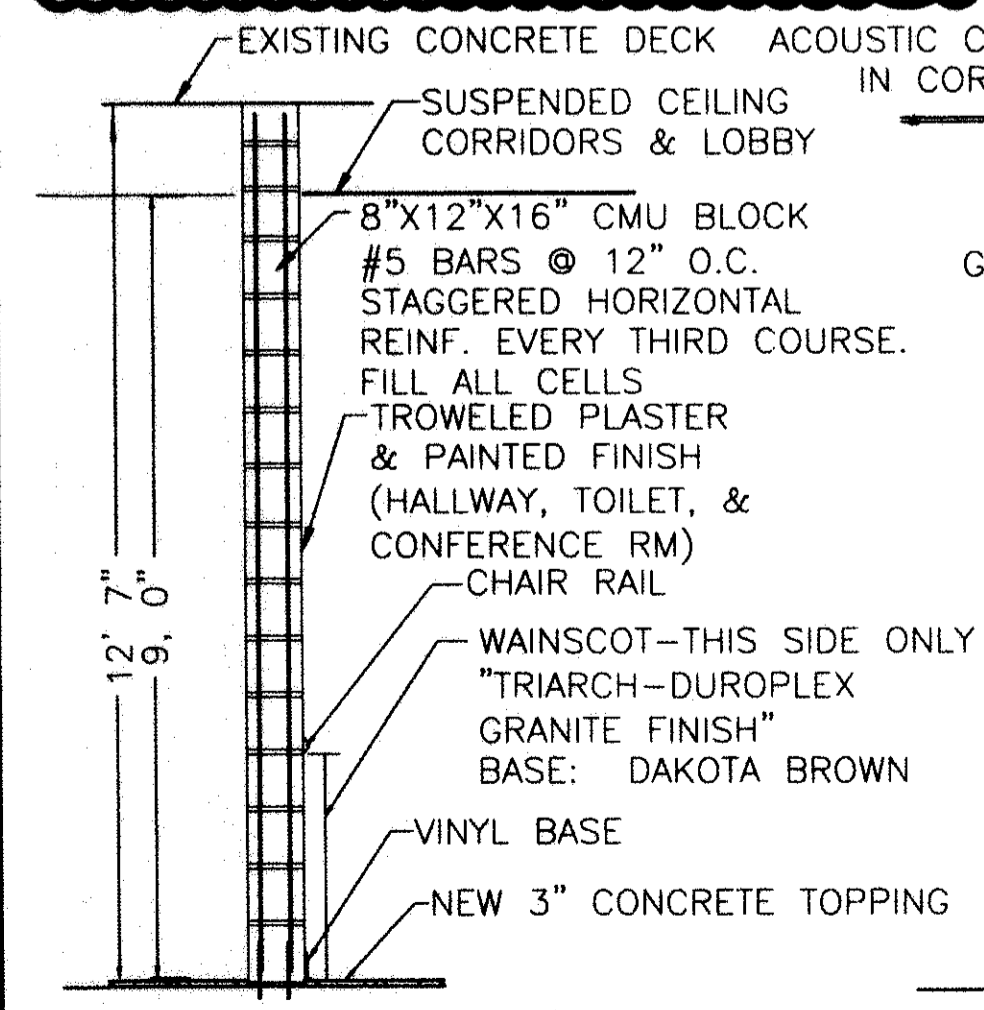 EXISTING CONCRETE DECK
ACOUSTIC C
IN COR
SUSPENDED CEILING
CORRIDORS & LOBBY
8"X12"X16" CMU BLOCK
#5 BARS @ 12" O.C.
STAGGERED HORIZONTAL
REINF. EVERY THIRD COURSE.
FILL ALL CELLS
G
TROWELED PLASTER
& PAINTED FINISH
(HALLWAY, TOILET, &
CONFERENCE RM)
CHAIR RAIL
12' 7"
9, 0"
WAINSCOT-THIS SIDE ONLY
"TRIARCH-DUROPLEX
GRANITE FINISH"
BASE: DAKOTA BROWN
VINYL BASE
NEW 3" CONCRETE TOPPING